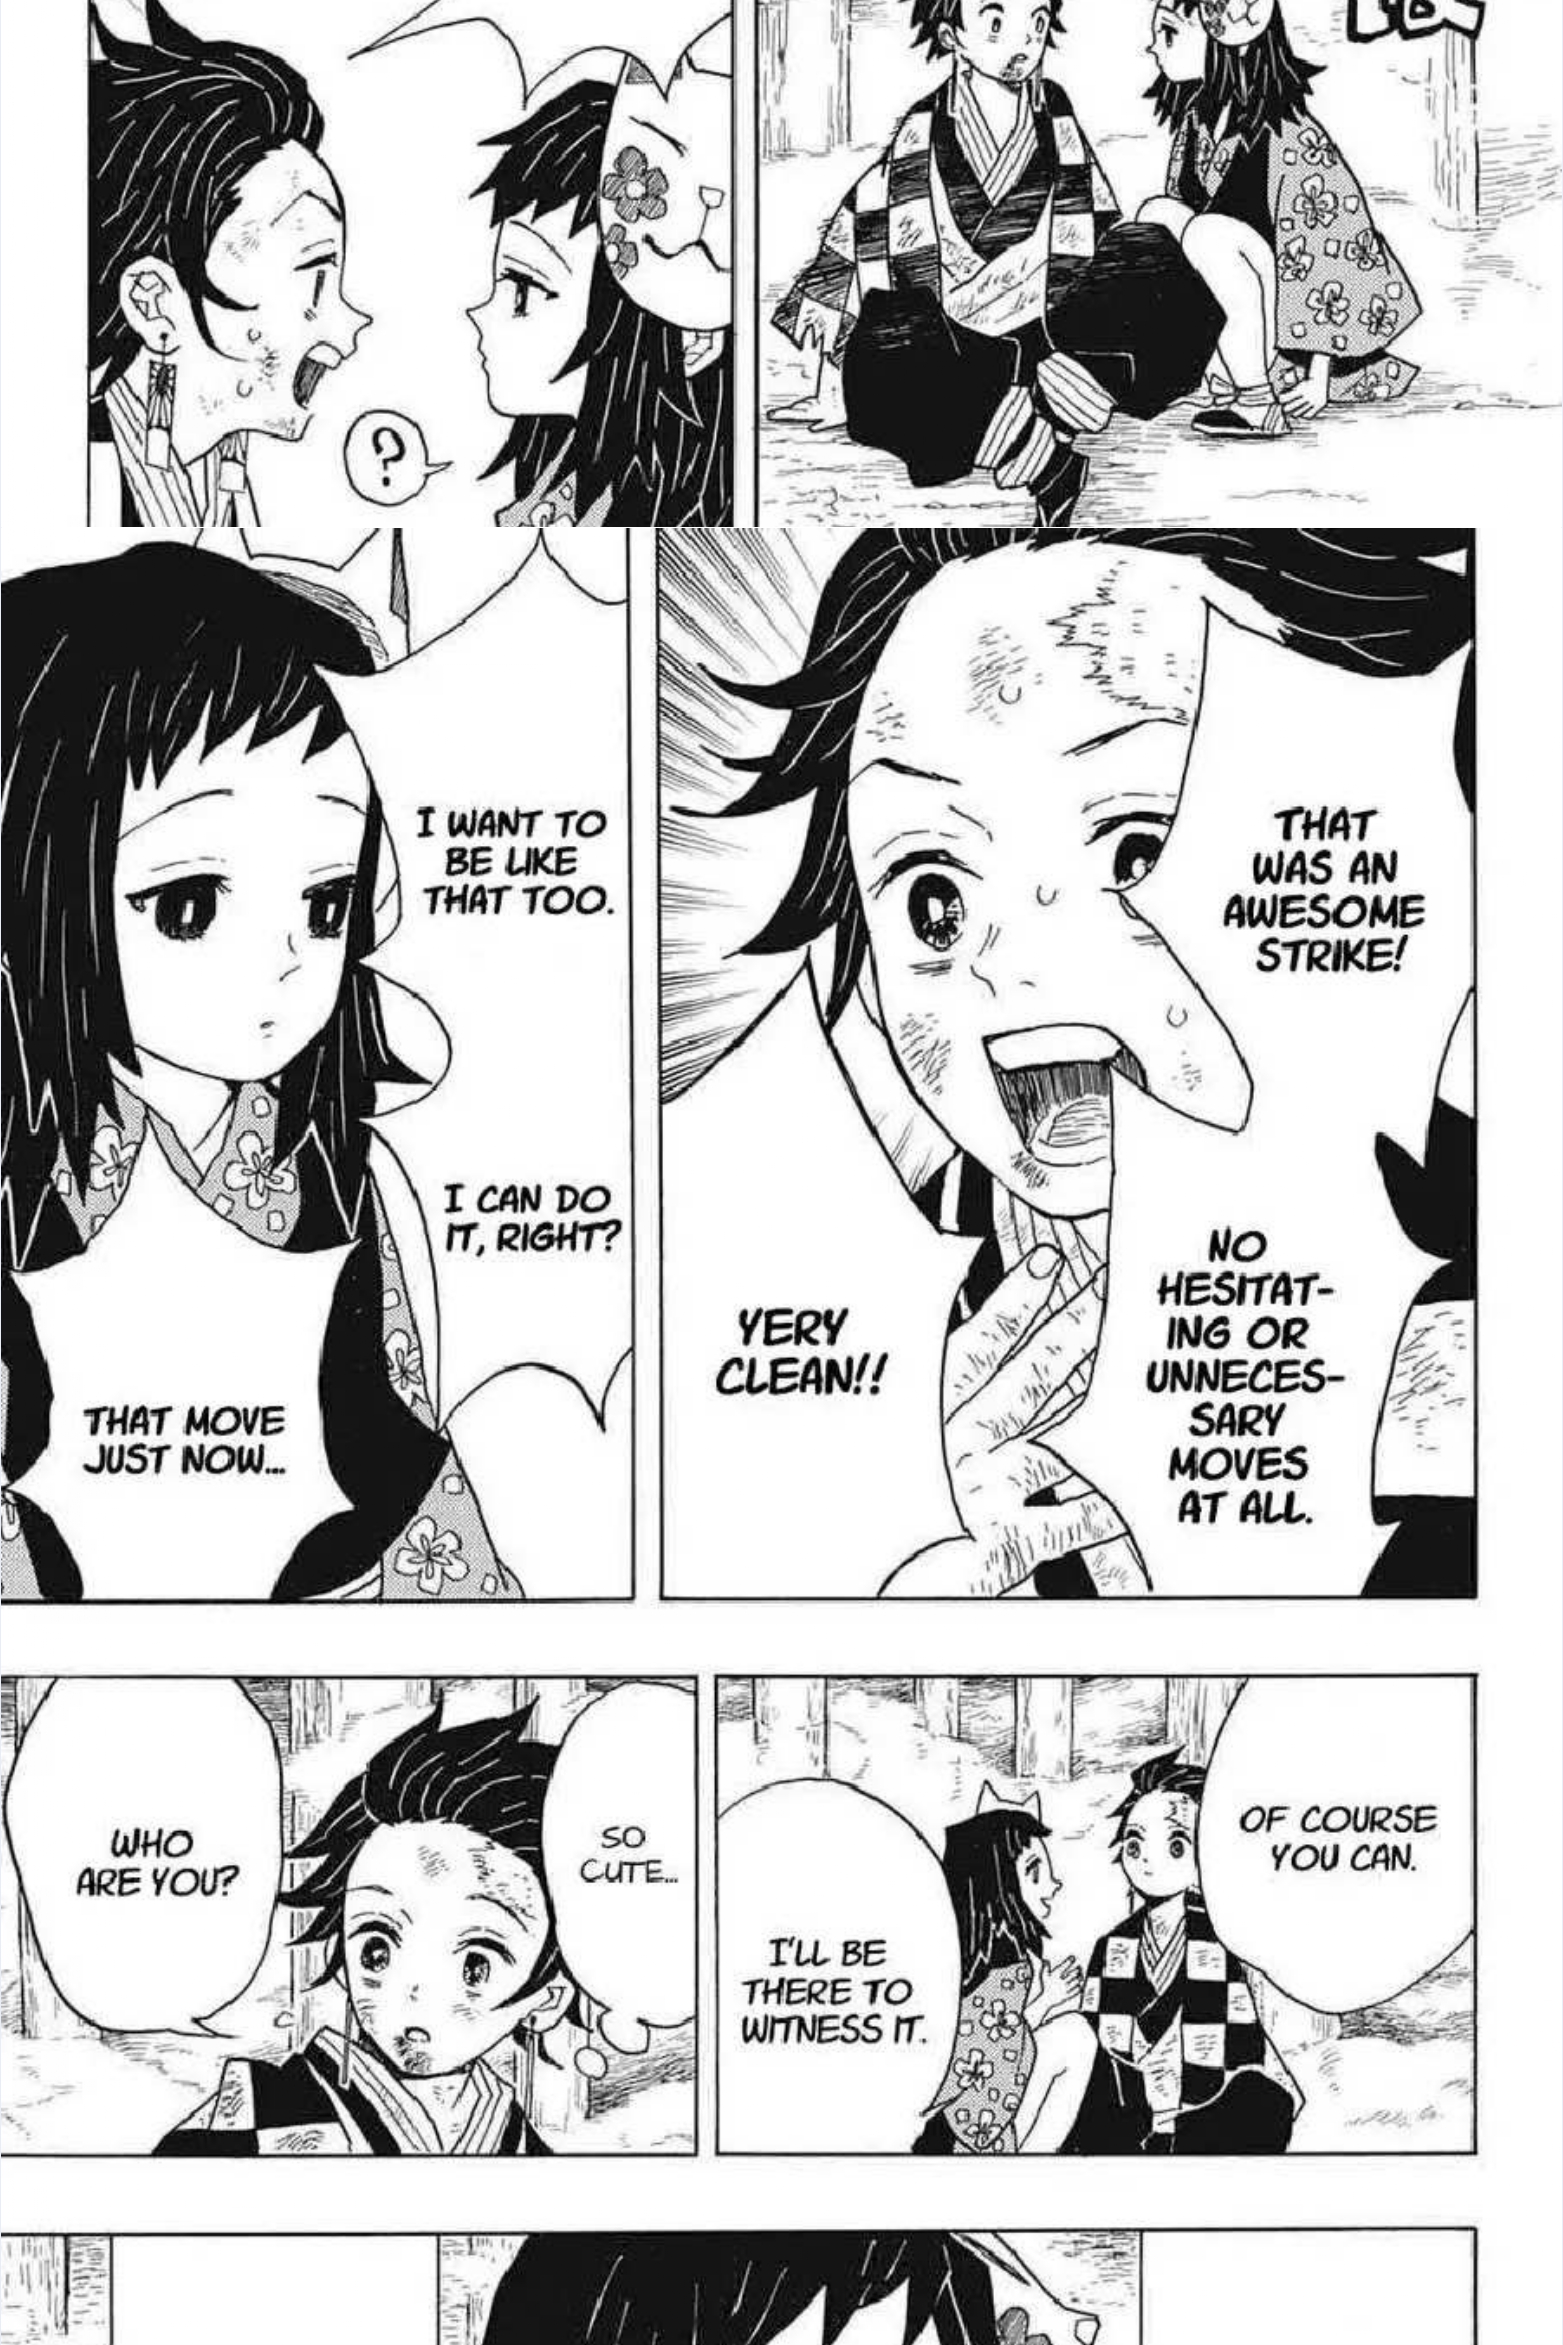 ?
THAT
WAS AN
AWESOME
STRIKE!
NO
HESITAT-
ING OR
UNNECES-
SARY
MOVES
AT ALL.
YERY
CLEAN!!
I WANT TO
BE LIKE
THAT TOO.
I CAN DO
IT, RIGHT?
THAT MOVE
JUST NOW...
OF COURSE
YOU CAN.
I'LL BE
THERE TO
WITNESS IT.
SO
CUTE...
WHO
ARE YOU?